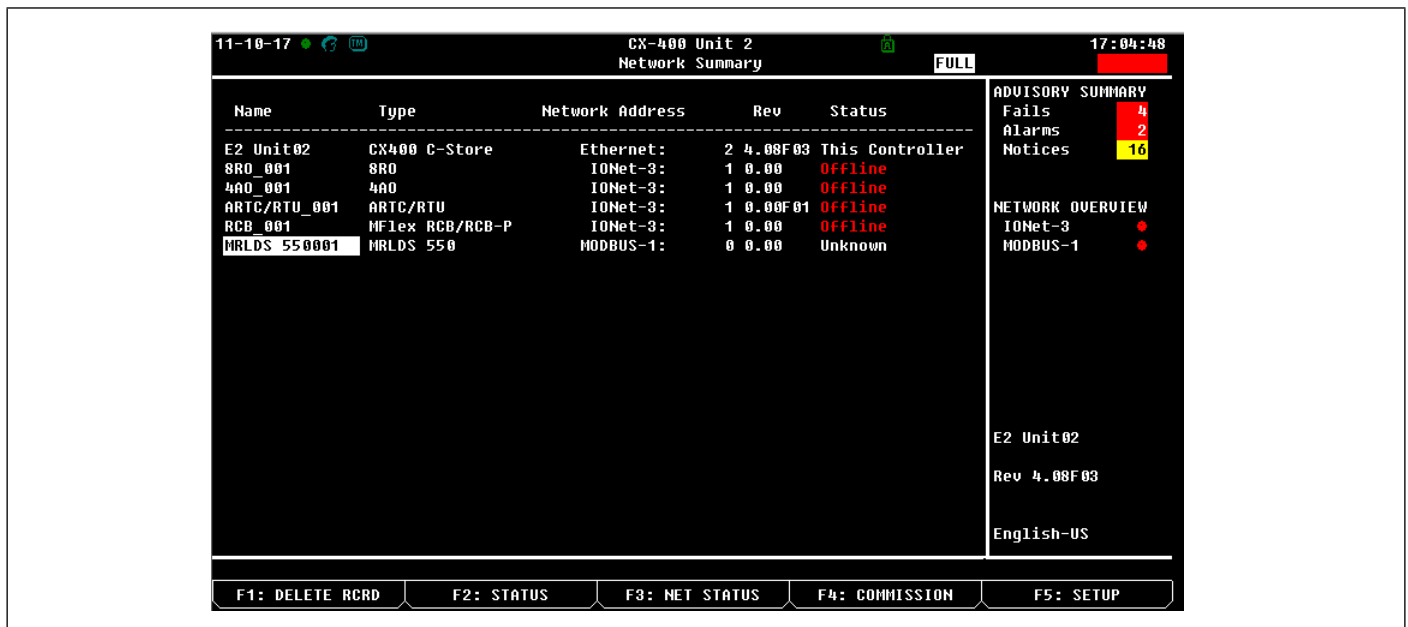 11-10-17 TM CX-400 Unit 2 17:04:48
Network Summary FULL
Name Type Network Address Rev Status
E2 Unit02 CX400 C-Store Ethernet: 2 4.08F03 This Controller
8RO_001 8RO IONet-3: 1 0.00 Offline
4AO_001 4AO IONet-3: 1 0.00 Offline
ARTC/RTU_001 ARTC/RTU IONet-3: 1 0.00F01 Offline
RCB_001 MFlex RCB/RCB-P IONet-3: 1 0.00 Offline
MRLDS 550001 MRLDS 550 MODBUS-1: 0 0.00 Unknown
ADVISORY SUMMARY
Fails 4
Alarms 2
Notices 16
NETWORK OVERVIEW
IONet-3
MODBUS-1
E2 Unit02
Rev 4.08F03
English-US
F1: DELETE RCRD F2: STATUS F3: NET STATUS F4: COMMISSION F5: SETUP